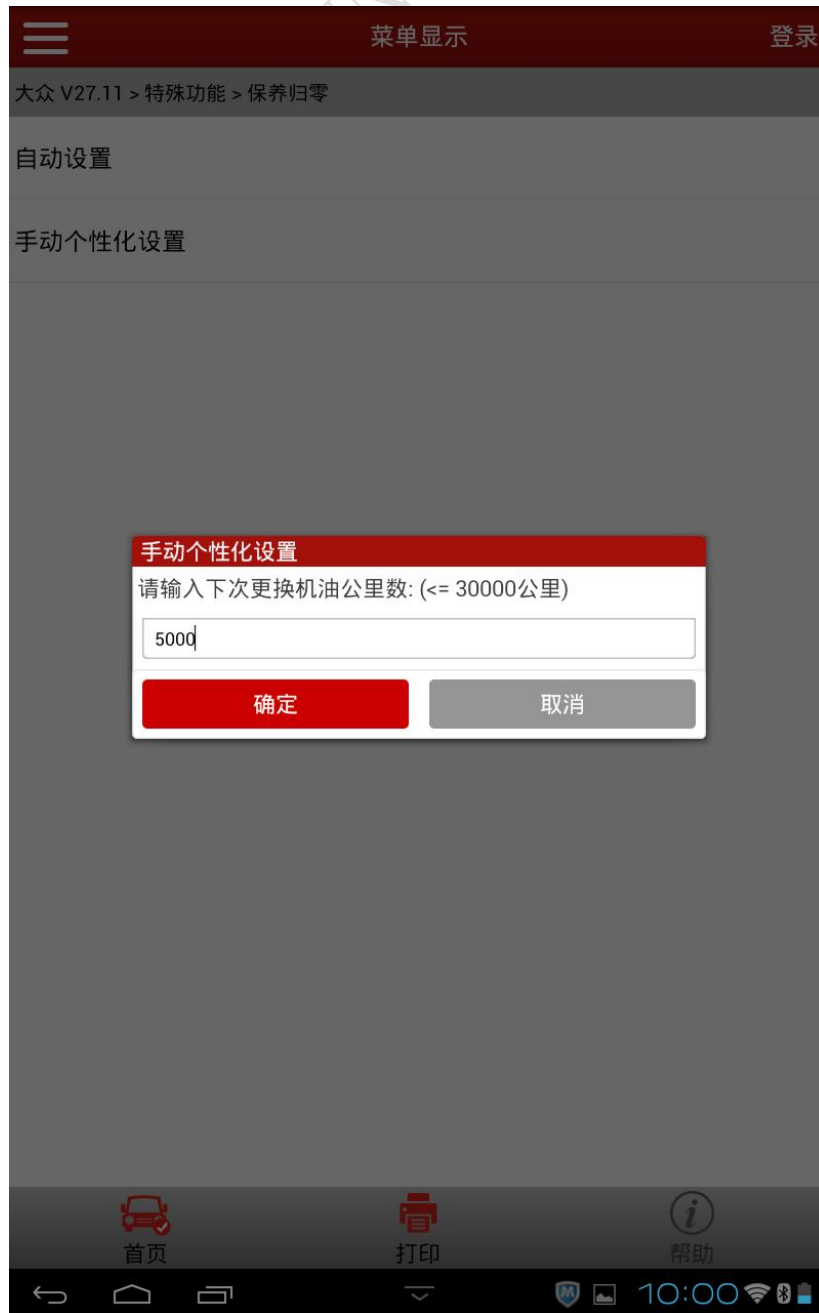 菜单显示
登录
大众 V27.11 > 特殊功能 > 保养归零
自动设置
手动个性化设置
手动个性化设置
请输入下次更换机油公里数: (<= 30000公里)
5000
确定
取消
首页
打印
帮助
10:00